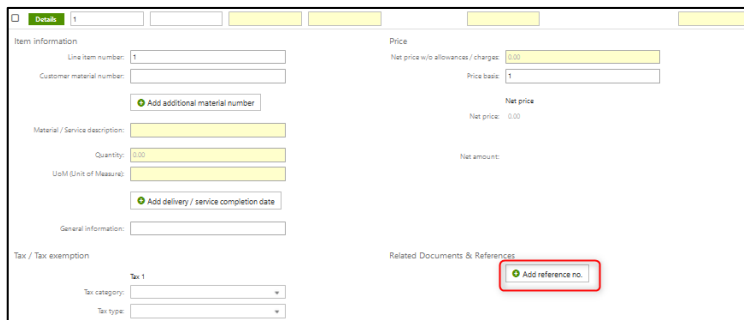 Details 1
Item information
Price
Line item number: 1
Net price w/o allowances / charges: 0.00
Customer material number:
Price basis: 1
Add additional material number
Net price
Net price: 0.00
Material / Service description:
Quantity: 0.00
Net amount:
UoM (Unit of Measure):
Add delivery / service completion date
General information:
Tax / Tax exemption
Related Documents & References
Tax 1
Add reference no.
Tax category:
Tax type: